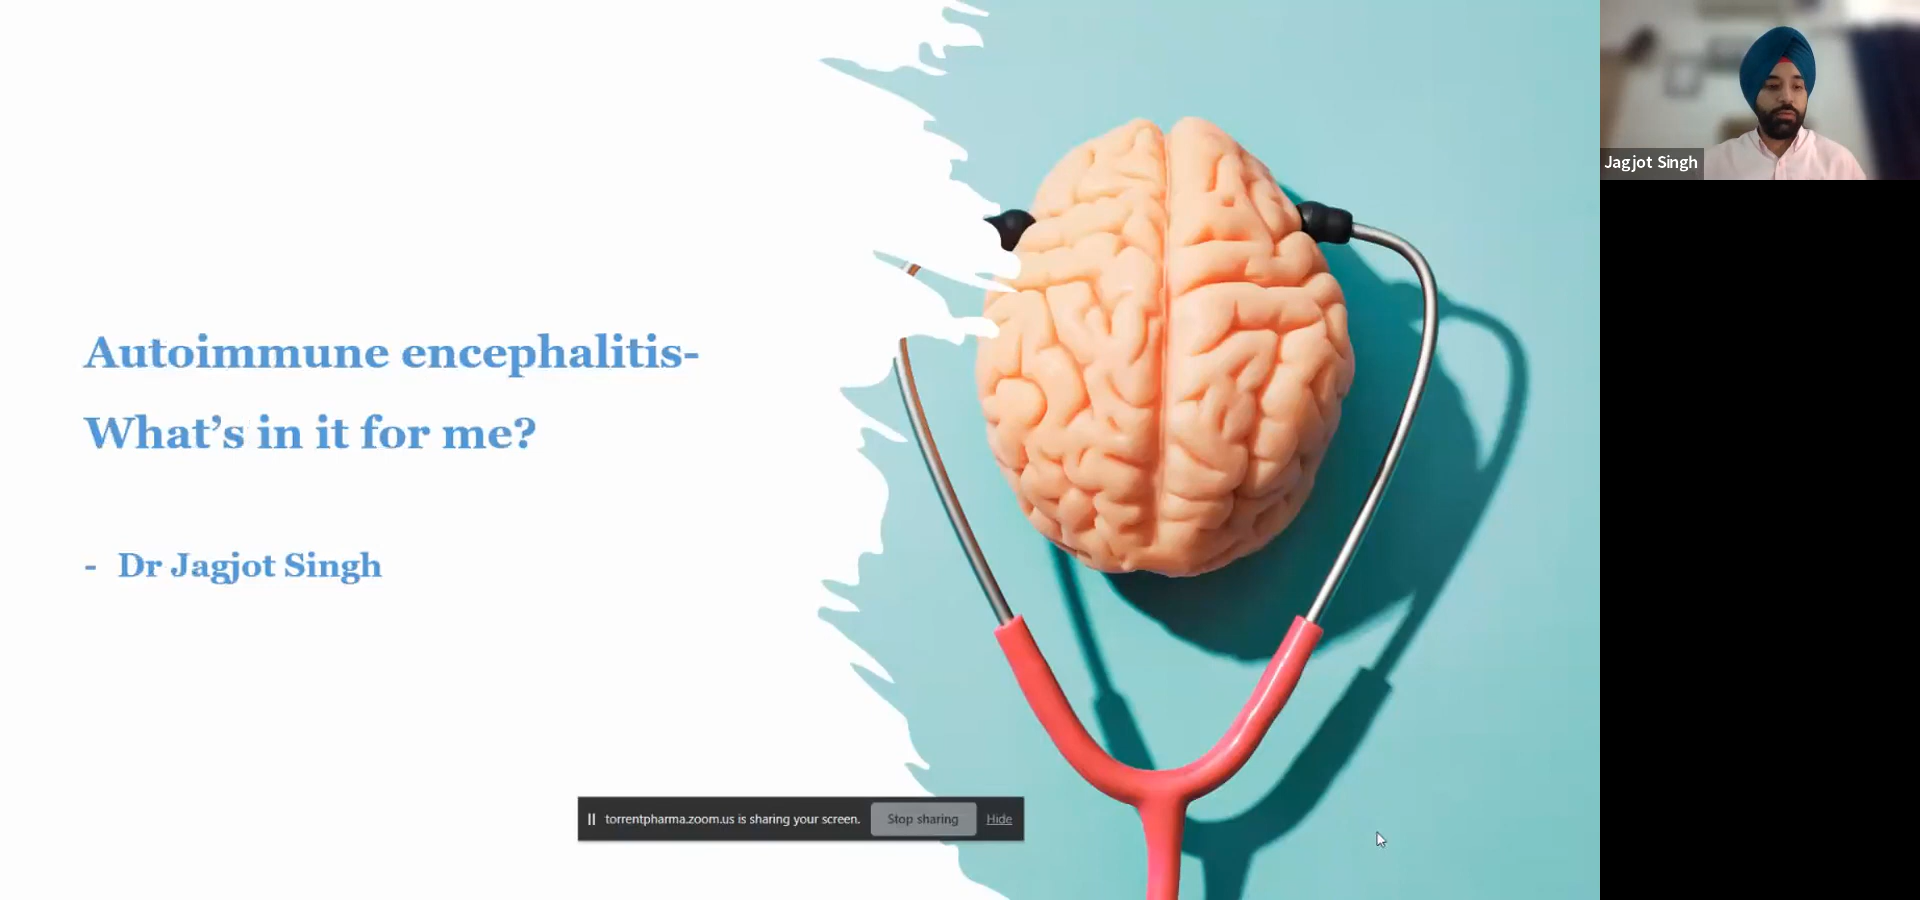 Autoimmune encephalitis-
What's in it for me?
- Dr Jagjot Singh
torrentpharma.zoom.us is sharing your screen. Stop sharing Hide
Jagjot Singh